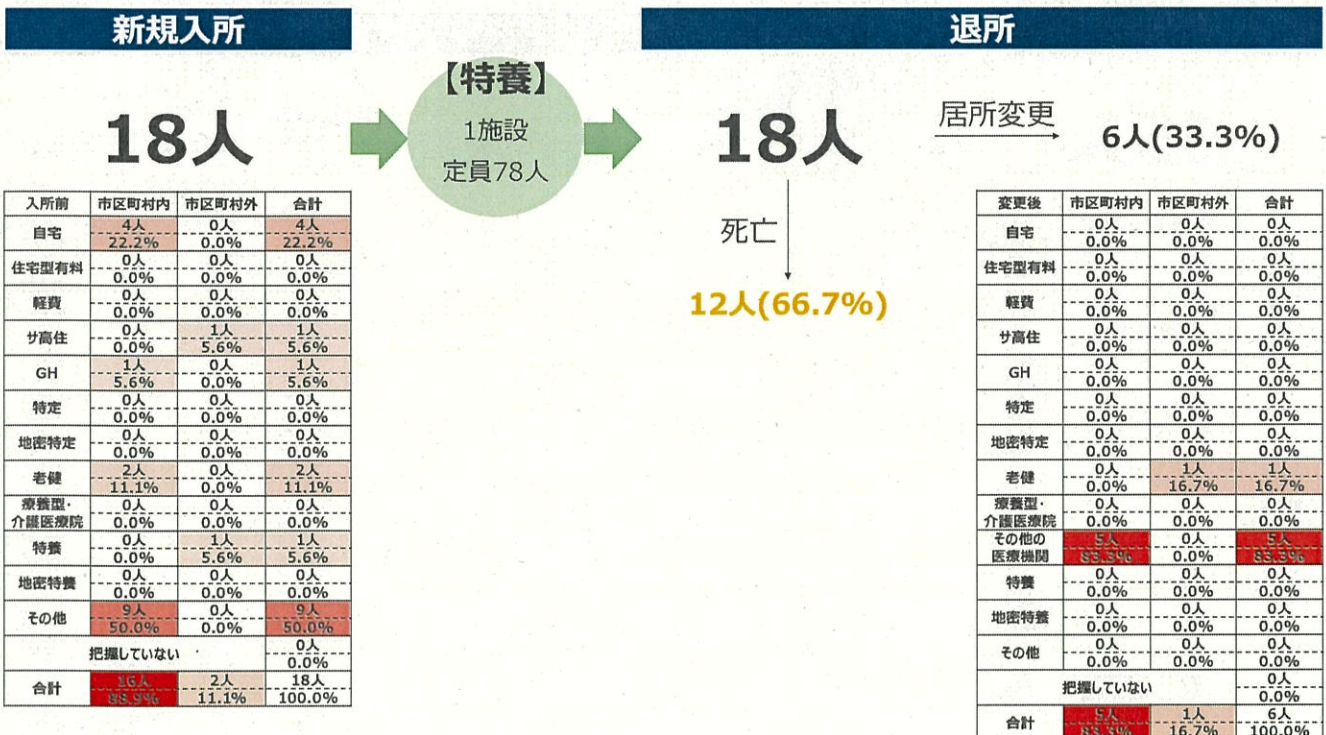 新規入所
退所
【特養】
1施設
定員78人
18人
18人
居所変更
6人(33.3%)
死亡
12人(66.7%)
入所前 市区町村内 市区町村外 合計
自宅 4人 0人 4人
22.2% 0.0% 22.2%
住宅型有料 0人 0人 0人
0.0% 0.0% 0.0%
軽費 0人 0人 0人
0.0% 0.0% 0.0%
サ高住 0人 1人 1人
0.0% 5.6% 5.6%
GH 1人 0人 1人
5.6% 0.0% 5.6%
特定 0人 0人 0人
0.0% 0.0% 0.0%
地密特定 0人 0人 0人
0.0% 0.0% 0.0%
老健 2人 0人 2人
11.1% 0.0% 11.1%
療養型・ 0人 0人 0人
介護医療院 0.0% 0.0% 0.0%
特養 0人 1人 1人
0.0% 5.6% 5.6%
地密特養 0人 0人 0人
0.0% 0.0% 0.0%
その他 9人 0人 9人
50.0% 0.0% 50.0%
把握していない 0人
0.0%
合計 16人 2人 18人
88.9% 11.1% 100.0%
変更後 市区町村内 市区町村外 合計
自宅 0人 0人 0人
0.0% 0.0% 0.0%
住宅型有料 0人 0人 0人
0.0% 0.0% 0.0%
軽費 0人 0人 0人
0.0% 0.0% 0.0%
サ高住 0人 0人 0人
0.0% 0.0% 0.0%
GH 0人 0人 0人
0.0% 0.0% 0.0%
特定 0人 0人 0人
0.0% 0.0% 0.0%
地密特定 0人 0人 0人
0.0% 0.0% 0.0%
老健 0人 1人 1人
0.0% 16.7% 16.7%
療養型・ 0人 0人 0人
介護医療院 0.0% 0.0% 0.0%
その他の 5人 0人 5人
医療機関 83.3% 0.0% 83.3%
特養 0人 0人 0人
0.0% 0.0% 0.0%
地密特養 0人 0人 0人
0.0% 0.0% 0.0%
その他 0人 0人 0人
0.0% 0.0% 0.0%
把握していない 0人
0.0%
合計 5人 1人 6人
83.3% 16.7% 100.0%